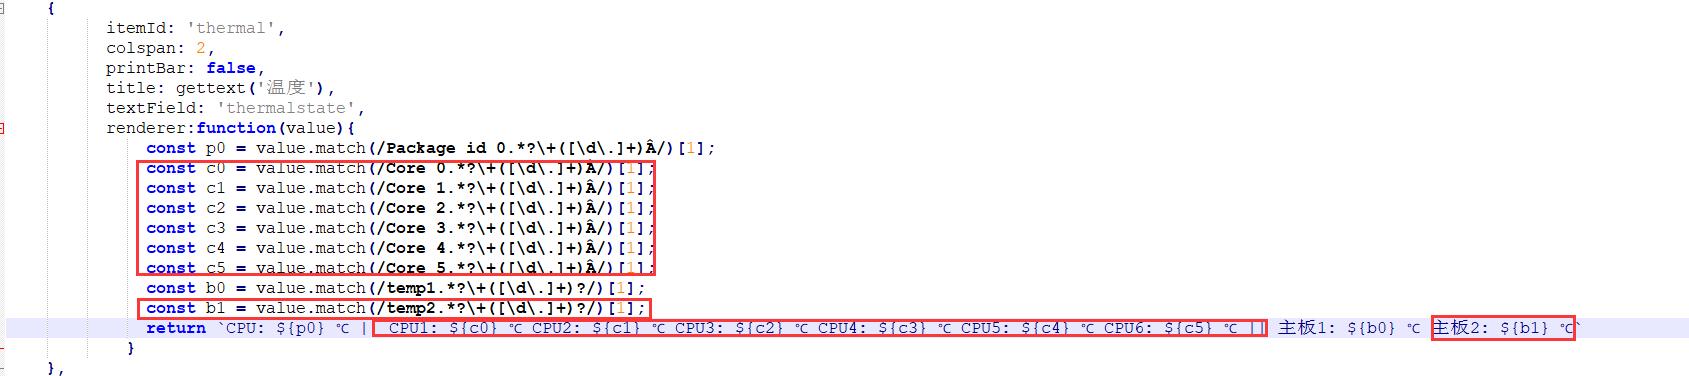 {
itemId: 'thermal',
colspan: 2,
printBar: false,
title: gettext('温度'),
textField: 'thermalstate',
renderer:function(value){
const p0 = value.match(/Package id 0.*?\+([\d\.]+)Â/)[1];
const c0 = value.match(/Core 0.*?\+([\d\.]+)Â/)[1];
const c1 = value.match(/Core 1.*?\+([\d\.]+)Â/)[1];
const c2 = value.match(/Core 2.*?\+([\d\.]+)Â/)[1];
const c3 = value.match(/Core 3.*?\+([\d\.]+)Â/)[1];
const c4 = value.match(/Core 4.*?\+([\d\.]+)Â/)[1];
const c5 = value.match(/Core 5.*?\+([\d\.]+)Â/)[1];
const b0 = value.match(/temp1.*?\+([\d\.]+)?/)[1];
const b1 = value.match(/temp2.*?\+([\d\.]+)?/)[1];
return `CPU: ${p0} ℃ | CPU1: ${c0} ℃ CPU2: ${c1} ℃ CPU3: ${c2} ℃ CPU4: ${c3} ℃ CPU5: ${c4} ℃ CPU6: ${c5} ℃ || 主板1: ${b0} ℃ 主板2: ${b1} ℃`
}
},